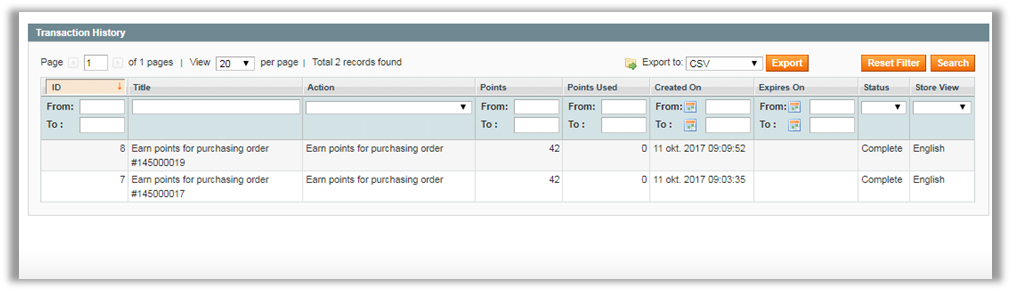 Transaction History
Page 1 of 1 pages | View 20 per page | Total 2 records found Export to: CSV Export Reset Filter Search
ID Title Action Points Points Used Created On Expires On Status Store View
From: From: From: From: From:
To : To : To : To : To :
8 Earn points for purchasing order Earn points for purchasing order 42 0 11 okt. 2017 09:09:52 Complete English
#145000019
7 Earn points for purchasing order Earn points for purchasing order 42 0 11 okt. 2017 09:03:35 Complete English
#145000017